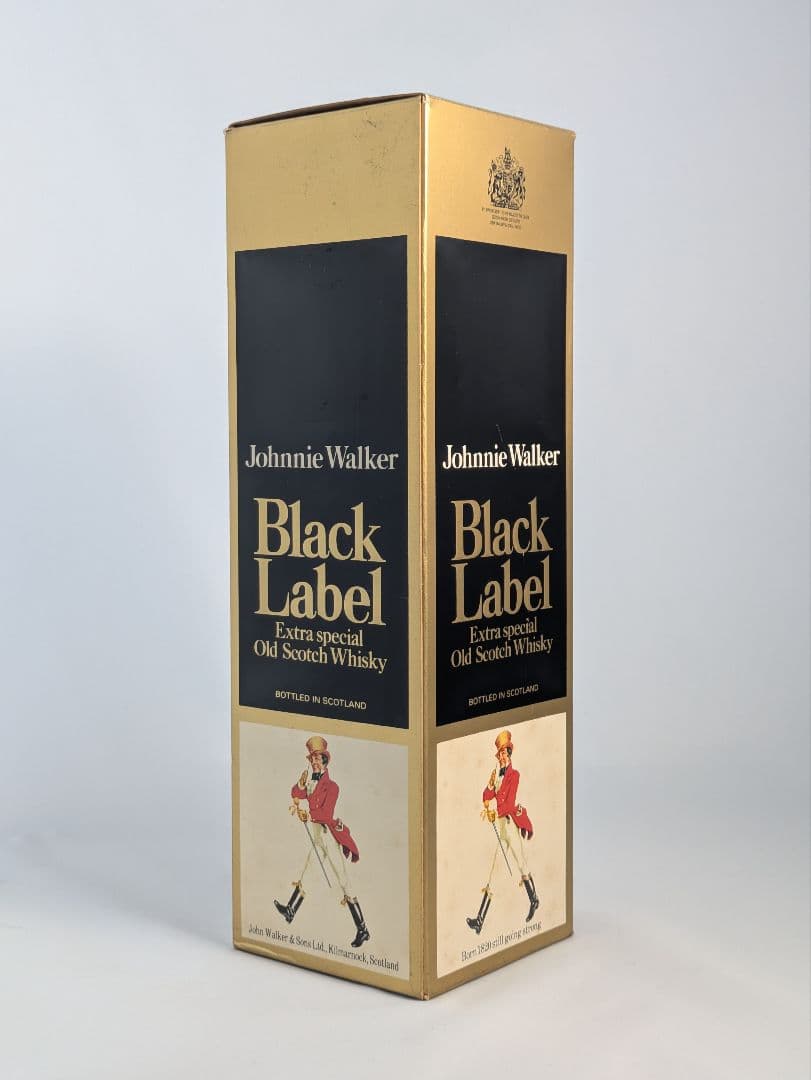 Johnnie Walker
Black
Label
Extra special
Old Scotch Whisky
BOTTLED IN SCOTLAND
John Walker & Sons Ltd., Kilmarnock, Scotland
Johnnie Walker
Black
Label
Extra special
Old Scotch Whisky
BOTTLED IN SCOTLAND
Born 1820 still going strong